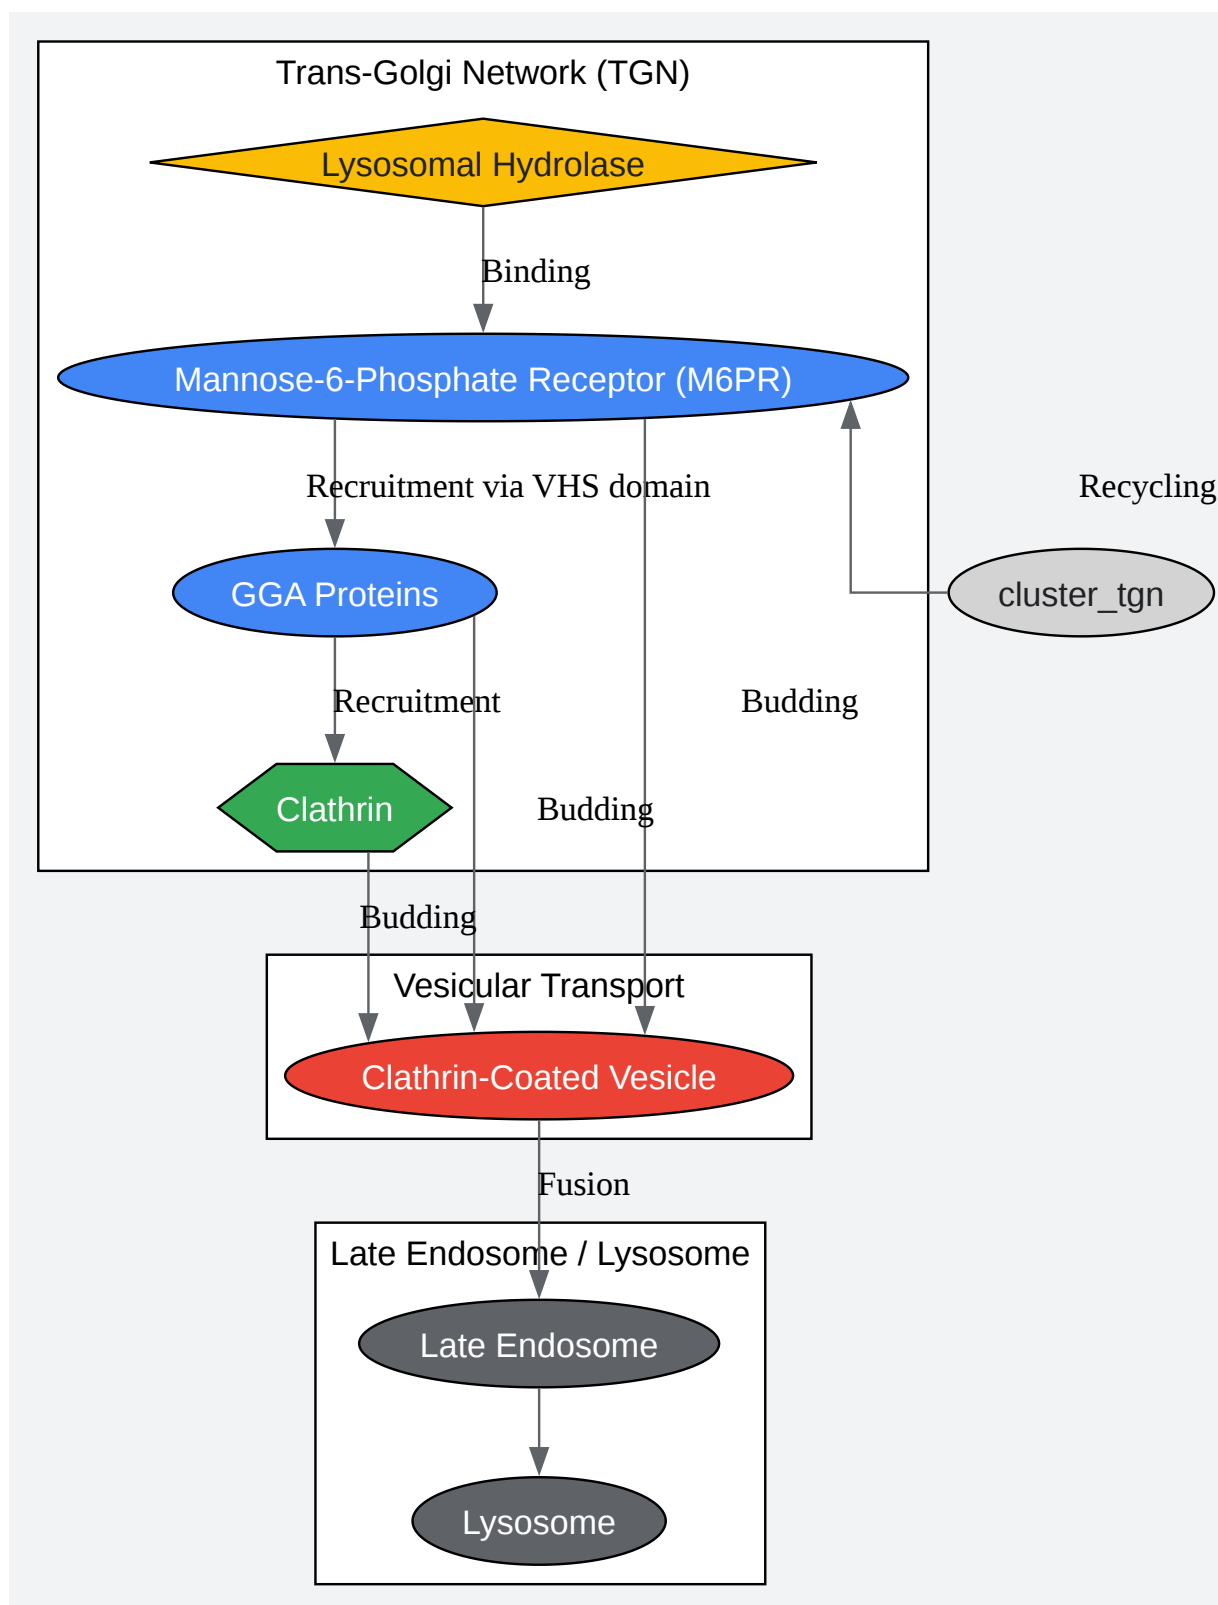 Trans-Golgi Network (TGN)
Lysosomal Hydrolase
Binding
Mannose-6-Phosphate Receptor (M6PR)
Recruitment via VHS domain
Recycling
GGA Proteins
cluster_tgn
Recruitment
Budding
Clathrin
Budding
Budding
Vesicular Transport
Clathrin-Coated Vesicle
Fusion
Late Endosome / Lysosome
Late Endosome
Lysosome